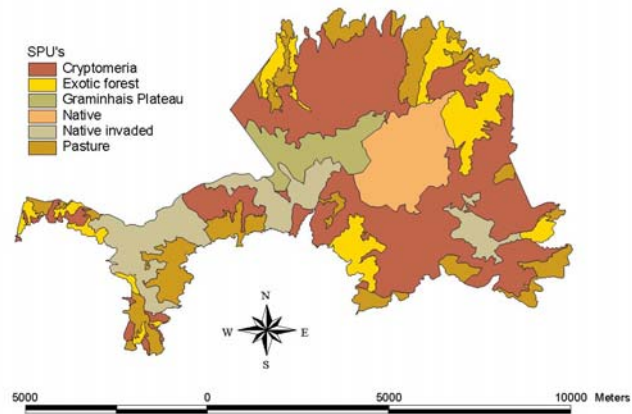 SPU's
Cryptomeria
Exotic forest
Graminhais Plateau
Native
Native invaded
Pasture
N
W E
S
5000 0 5000 10000 Meters